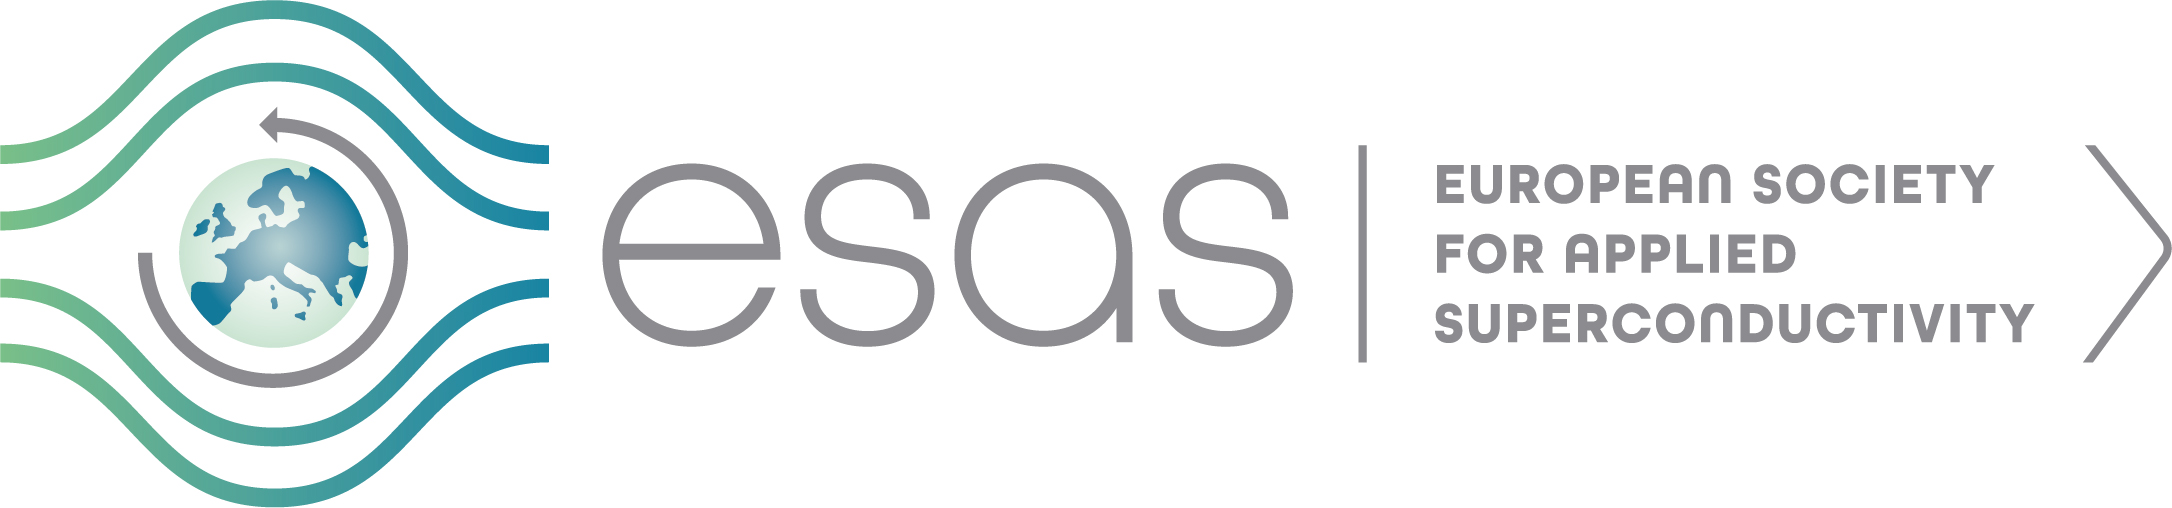 esas
EUROPEAN SOCIETY
FOR APPLIED
SUPERCONDUCTIVITY